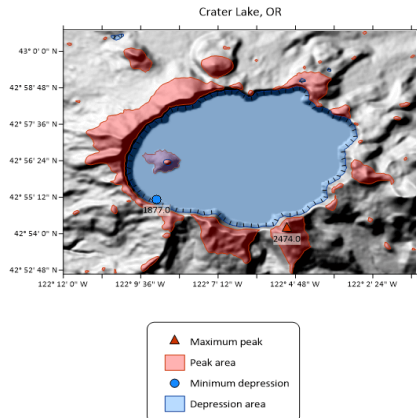 Crater Lake, OR
43° 0' 0" N
42° 58' 48" N
42° 57' 36" N
42° 56' 24" N
42° 55' 12" N
42° 54' 0" N
42° 52' 48" N
1877.0
2474.0
122° 12' 0" W 122° 9' 36" W 122° 7' 12" W 122° 4' 48" W 122° 2' 24" W
Maximum peak
Peak area
Minimum depression
Depression area